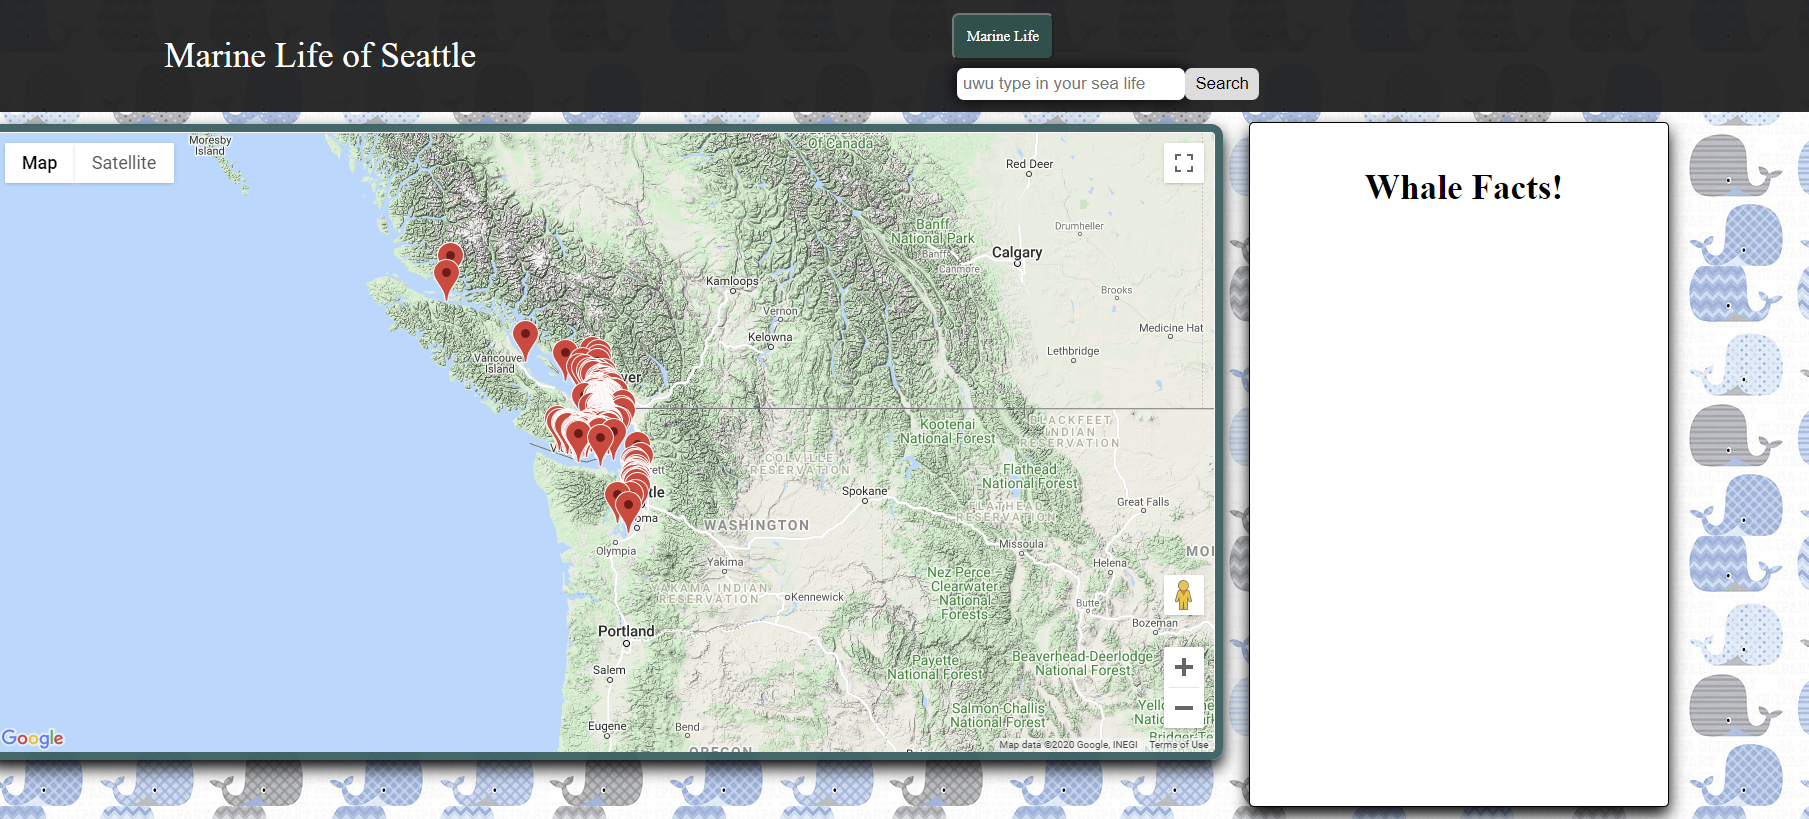 Marine Life of Seattle
Marine Life
uwu type in your sea life
Search
Map
Satellite
Moresby
Island
Of Canada
Red Deer
Banff
National Park
Drumheller
Banff
Canmore
Calgary
Kamloops
Brooks
Vernon
Kelowna
Medicine Hat
Lethbridge
Vancouver
Island
BLACKFEET
INDIAN
RESERVATION
Kootenai
National Forest
COLVILLE
RESERVATION
Flathead
National Forest
FLATHEAD
RESERVATION
Spokane
Great Falls
WASHINGTON
Olympia
Missoula
Yakima
Helena
Nez Perce –
Clearwater
National
Forests
YAKAMA INDIAN
RESERVATION
Kennewick
Butte
Bozeman
Portland
Payette
National Forest
Beaverhead-Deerlodge
National Forest
Salem
Salmon-Challis
National Forest
Eugene
Bend
OREGON
Google
Map data ©2020 Google, INEGI
Terms of Use
Whale Facts!